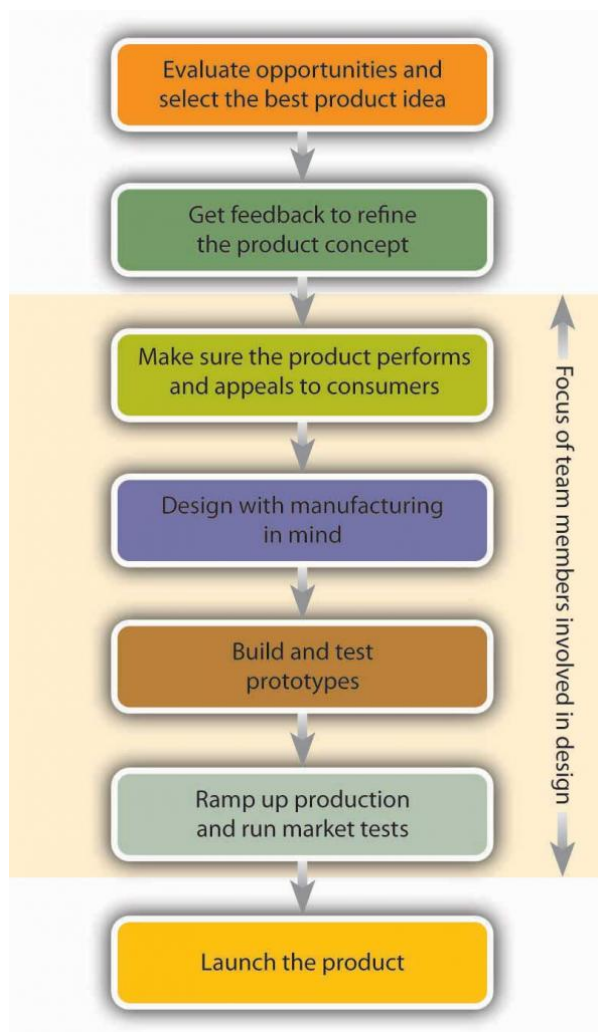 Evaluate opportunities and
select the best product idea
Get feedback to refine
the product concept
Make sure the product performs
and appeals to consumers
Design with manufacturing
in mind
Build and test
prototypes
Ramp up production
and run market tests
Launch the product
Focus of team members involved in design